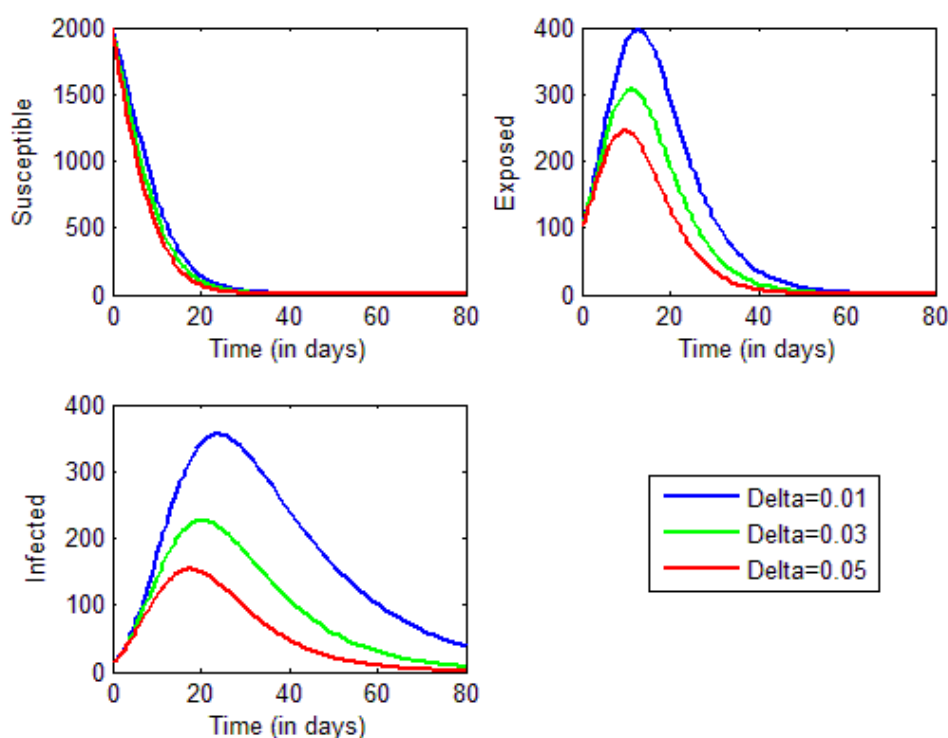 2000
1500
1000
500
0
Susceptible
0 20 40 60 80
Time (in days)
400
300
200
100
0
Exposed
0 20 40 60 80
Time (in days)
400
300
200
100
0
Infected
0 20 40 60 80
Time (in days)
Delta=0.01
Delta=0.03
Delta=0.05